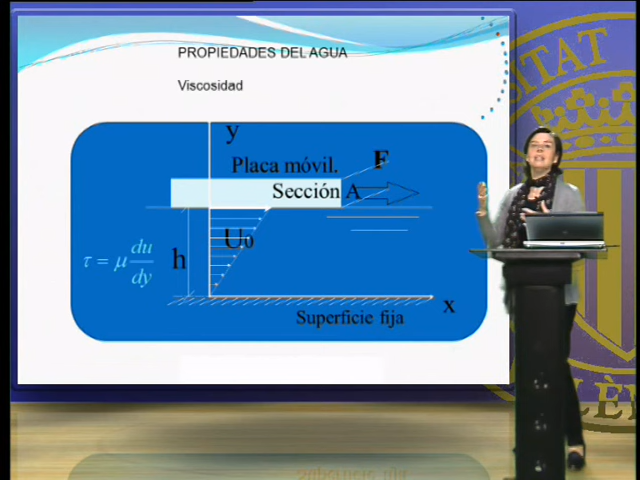 PROPIEDADES DEL AGUA
Viscosidad
y
Placa móvil.
F
Sección A
U₀
τ = μ du/dy
h
x
Superficie fija